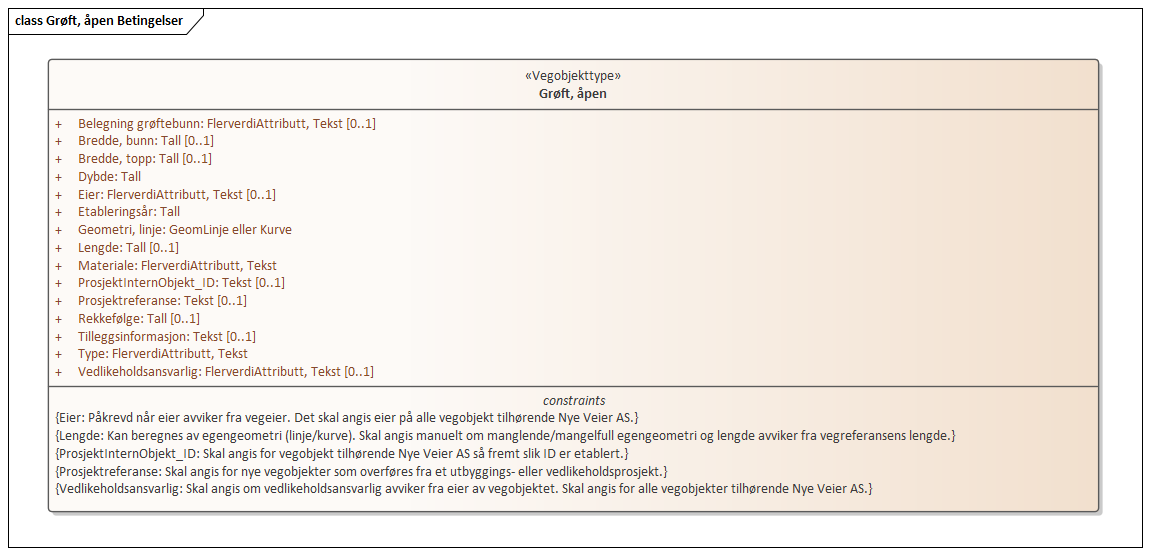 class Grøft, åpen Betingelser
«Vegobjekttype»
Grøft, åpen
+ Belegning grøftebunn: FlerverdiAttributt, Tekst [0..1]
+ Bredde, bunn: Tall [0..1]
+ Bredde, topp: Tall [0..1]
+ Dybde: Tall
+ Eier: FlerverdiAttributt, Tekst [0..1]
+ Etableringsår: Tall
+ Geometri, linje: GeomLinje eller Kurve
+ Lengde: Tall [0..1]
+ Materiale: FlerverdiAttributt, Tekst
+ ProsjektInternObjekt_ID: Tekst [0..1]
+ Prosjektreferanse: Tekst [0..1]
+ Rekkefølge: Tall [0..1]
+ Tilleggsinformasjon: Tekst [0..1]
+ Type: FlerverdiAttributt, Tekst
+ Vedlikeholdsansvarlig: FlerverdiAttributt, Tekst [0..1]
constraints
{Eier: Påkrevd når eier avviker fra vegeier. Det skal angis eier på alle vegobjekt tilhørende Nye Veier AS.}
{Lengde: Kan beregnes av egengeometri (linje/kurve). Skal angis manuelt om manglende/mangelfull egengeometri og lengde avviker fra vegreferansens lengde.}
{ProsjektInternObjekt_ID: Skal angis for vegobjekt tilhørende Nye Veier AS så fremt slik ID er etablert.}
{Prosjektreferanse: Skal angis for nye vegobjekter som overføres fra et utbyggings- eller vedlikeholdsprosjekt.}
{Vedlikeholdsansvarlig: Skal angis om vedlikeholdsansvarlig avviker fra eier av vegobjektet. Skal angis for alle vegobjekter tilhørende Nye Veier AS.}